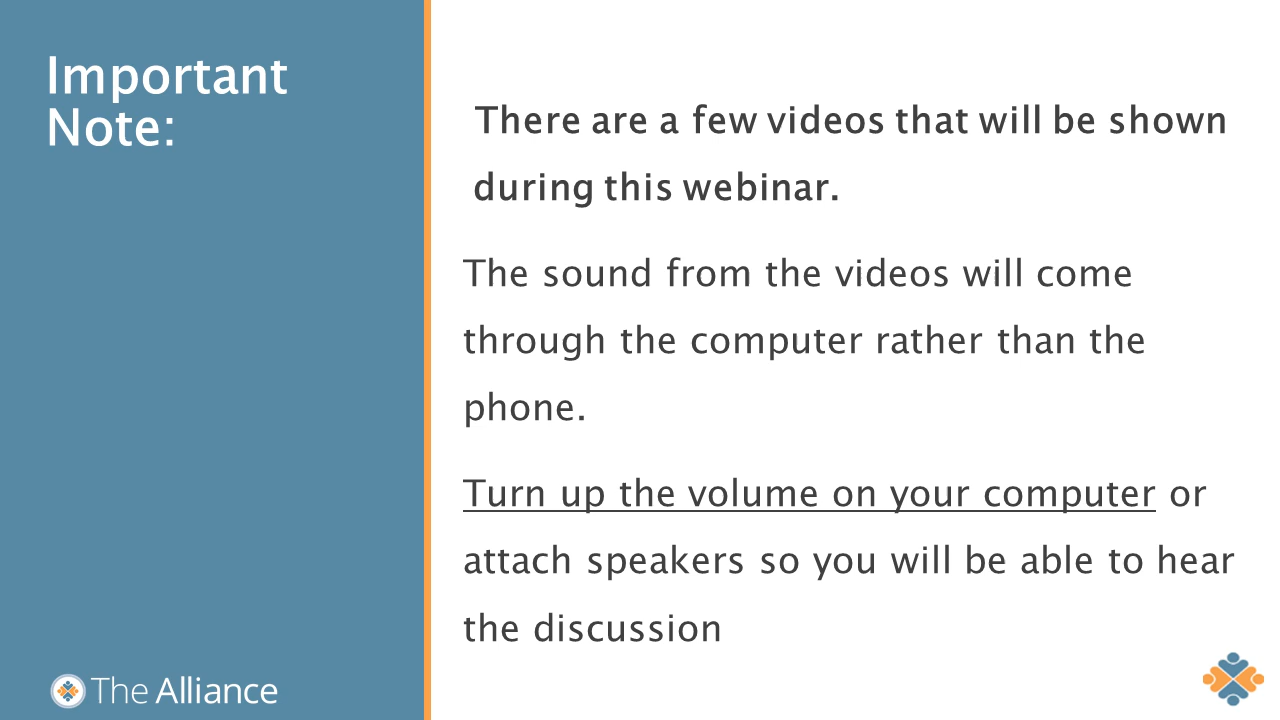 Important
Note:
There are a few videos that will be shown
during this webinar.
The sound from the videos will come
through the computer rather than the
phone.
Turn up the volume on your computer or
attach speakers so you will be able to hear
the discussion
The Alliance